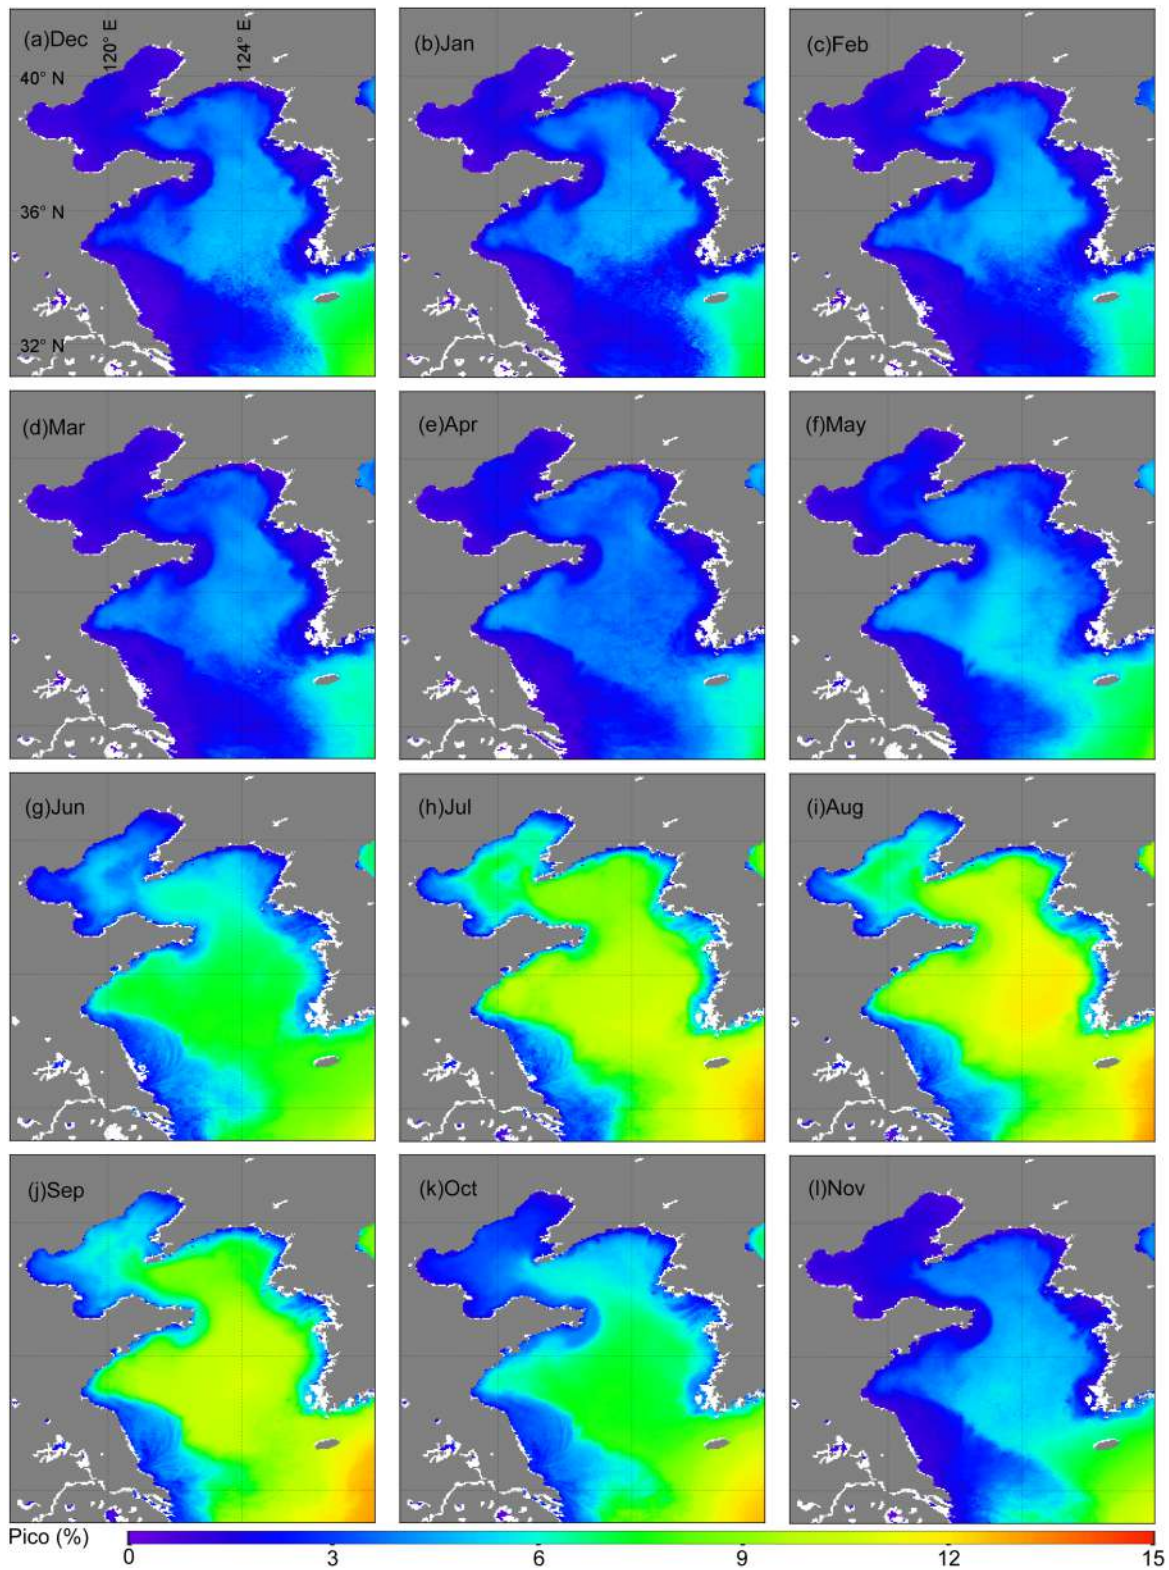 (a)Dec
120° E
124° E
(b)Jan
(c)Feb
40° N
36° N
32° N
(d)Mar
(e)Apr
(f)May
(g)Jun
(h)Jul
(i)Aug
(j)Sep
(k)Oct
(l)Nov
Pico (%)
0 3 6 9 12 15